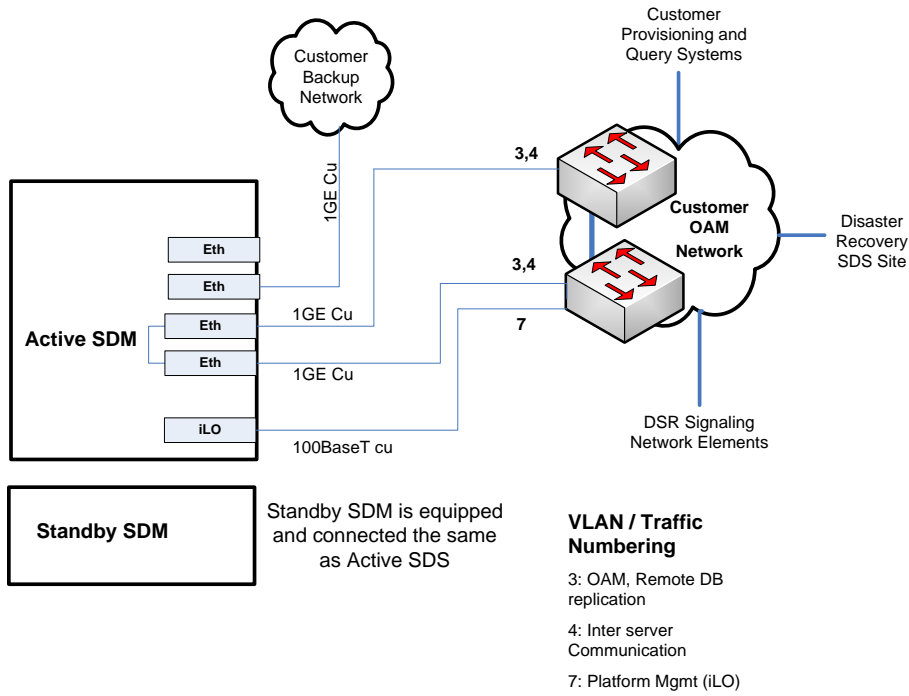 Customer
Provisioning and
Query Systems
Customer
Backup
Network
1GE Cu
3,4
Customer
OAM
Network
Disaster
Recovery
SDS Site
Eth
Eth
Eth
Eth
iLO
Active SDM
1GE Cu
3,4
7
1GE Cu
100BaseT cu
DSR Signaling
Network Elements
Standby SDM
Standby SDM is equipped
and connected the same
as Active SDS
VLAN / Traffic
Numbering
3: OAM, Remote DB
replication
4: Inter server
Communication
7: Platform Mgmt (iLO)